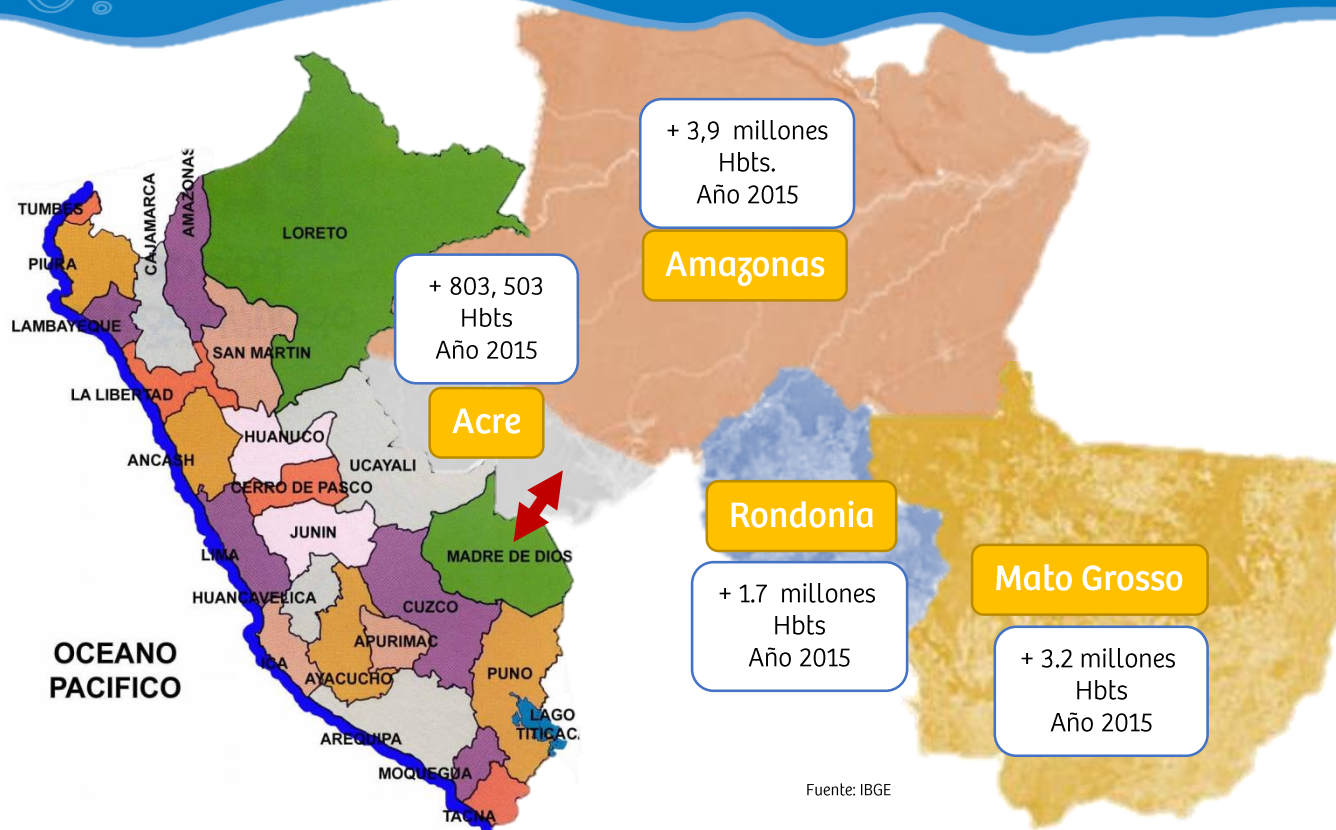 TUMBES
PIURA
LAMBAYEQUE
CAJAMARCA
AMAZONAS
LORETO
SAN MARTIN
LA LIBERTAD
ANCASH
HUANUCO
UCAYALI
CERRO DE PASCO
JUNIN
LIMA
HUANCAVELICA
MADRE DE DIOS
CUZCO
APURIMAC
ICA
AYACUCHO
PUNO
AREQUIPA
LAGO
TITICAC
MOQUEGUA
TACNA
OCEANO
PACIFICO
+ 803, 503
Hbts
Año 2015
Acre
+ 3,9 millones
Hbts.
Año 2015
Amazonas
Rondonia
+ 1.7 millones
Hbts
Año 2015
Mato Grosso
+ 3.2 millones
Hbts
Año 2015
Fuente: IBGE